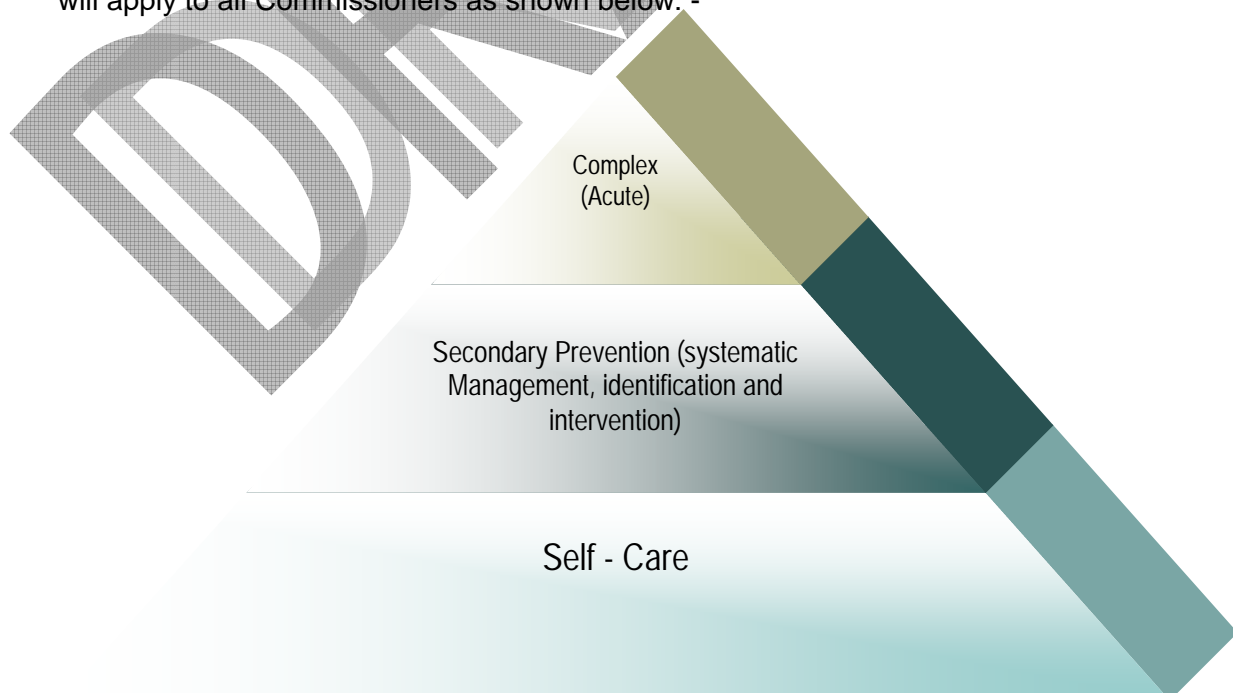 will apply to all Commissioners as shown below. -
Complex
(Acute)
Secondary Prevention (systematic
Management, identification and
intervention)
Self - Care